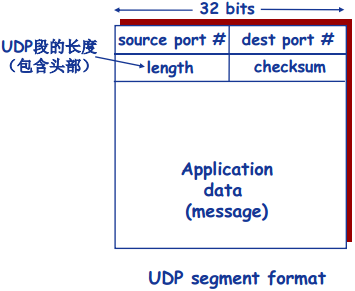 32 bits
source port #
dest port #
UDP段的长度
（包含头部）
length
checksum
Application
data
(message)
UDP segment format